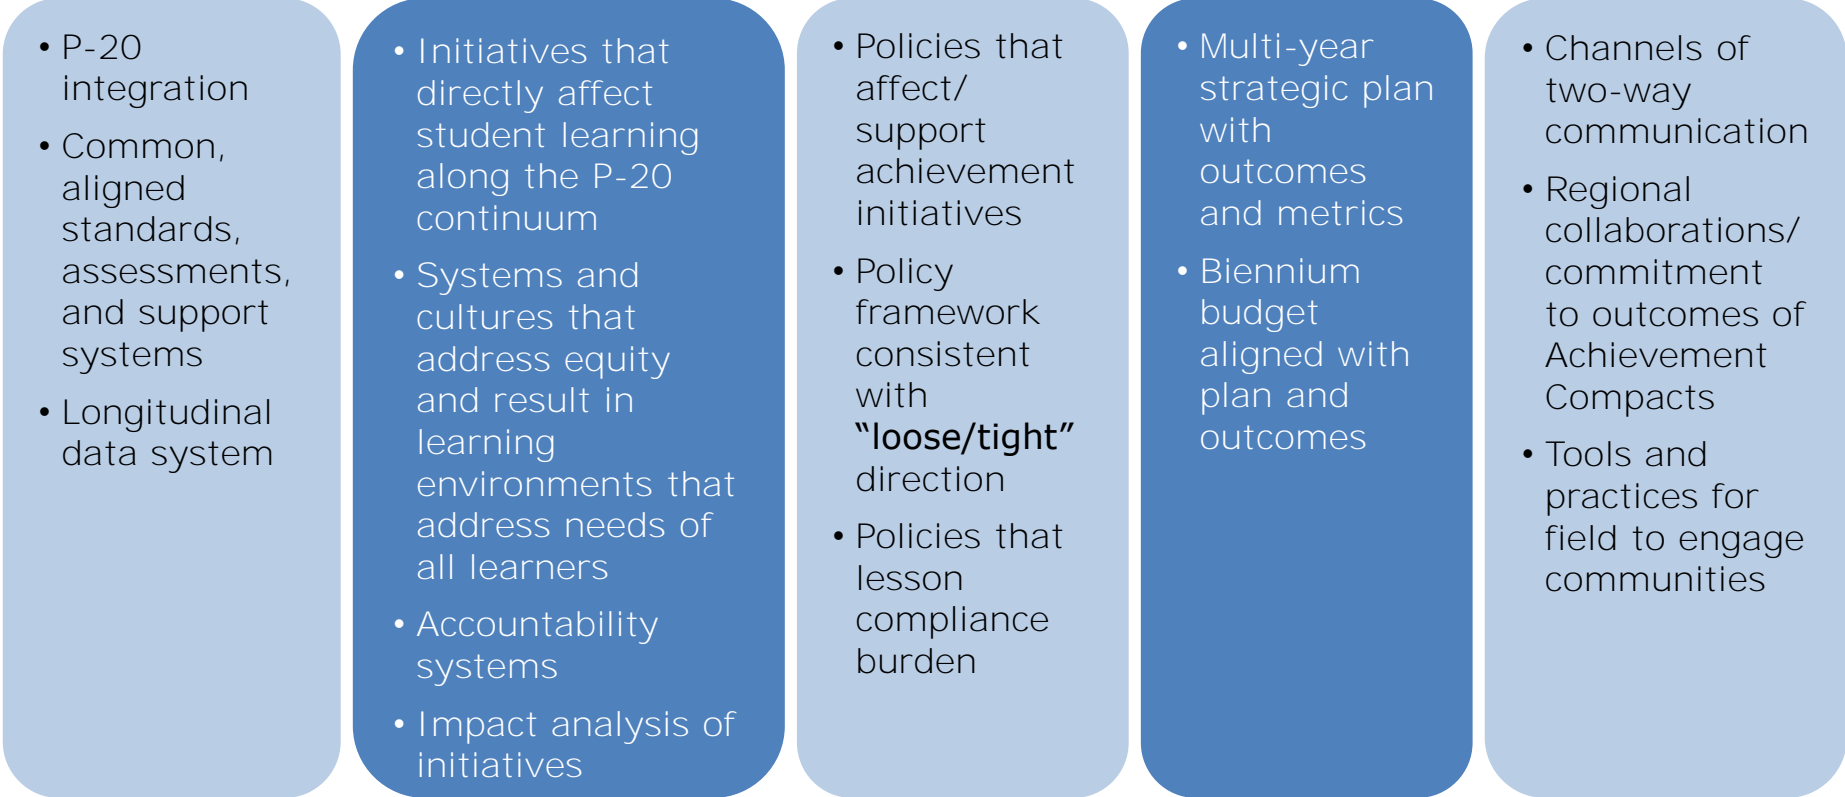 • P-20
integration
• Common,
aligned
standards,
assessments,
and support
systems
• Longitudinal
data system
• Initiatives that
directly affect
student learning
along the P-20
continuum
• Systems and
cultures that
address equity
and result in
learning
environments that
address needs of
all learners
• Accountability
systems
• Impact analysis of
initiatives
• Policies that
affect/
support
achievement
initiatives
• Policy
framework
consistent
with
“loose/tight”
direction
• Policies that
lesson
compliance
burden
• Multi-year
strategic plan
with
outcomes
and metrics
• Biennium
budget
aligned with
plan and
outcomes
• Channels of
two-way
communication
• Regional
collaborations/
commitment
to outcomes of
Achievement
Compacts
• Tools and
practices for
field to engage
communities